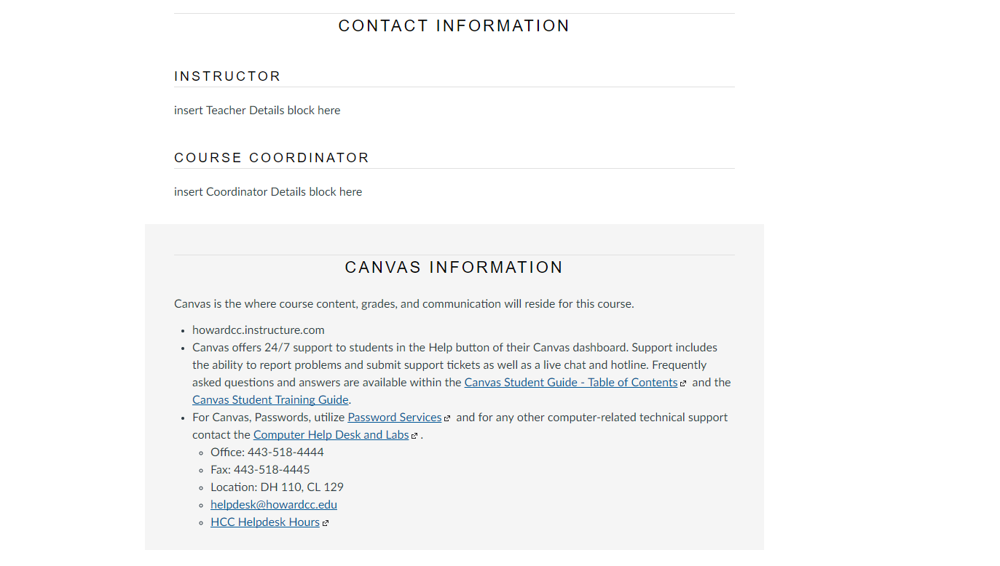 CONTACT INFORMATION
INSTRUCTOR
insert Teacher Details block here
COURSE COORDINATOR
insert Coordinator Details block here
CANVAS INFORMATION
Canvas is the where course content, grades, and communication will reside for this course.
howardcc.instructure.com
Canvas offers 24/7 support to students in the Help button of their Canvas dashboard. Support includes
the ability to report problems and submit support tickets as well as a live chat and hotline. Frequently
asked questions and answers are available within the Canvas Student Guide - Table of Contents and the
Canvas Student Training Guide.
For Canvas, Passwords, utilize Password Services and for any other computer-related technical support
contact the Computer Help Desk and Labs .
Office: 443-518-4444
Fax: 443-518-4445
Location: DH 110, CL 129
helpdesk@howardcc.edu
HCC Helpdesk Hours